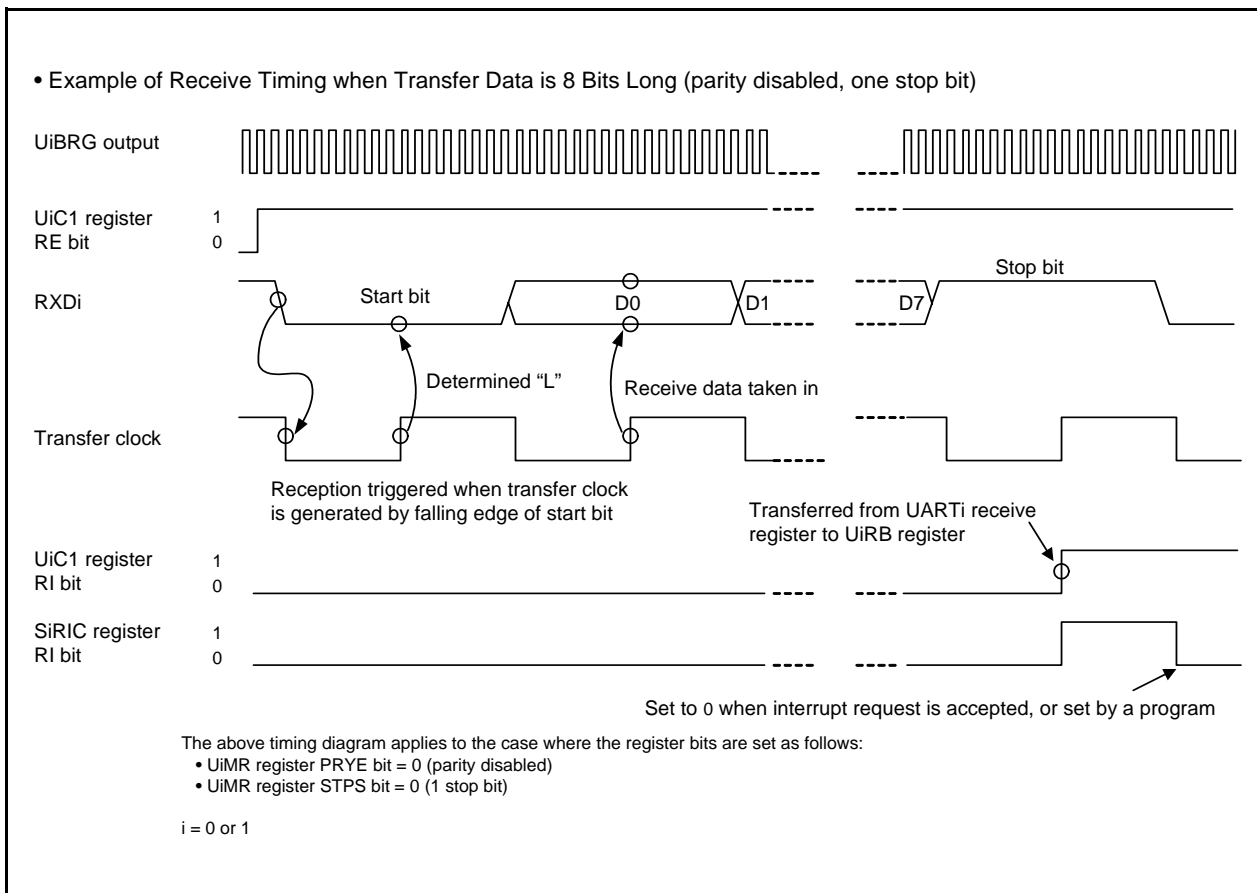 • Example of Receive Timing when Transfer Data is 8 Bits Long (parity disabled, one stop bit)
UiBRG output
UiC1 register
RE bit
1
0
RXDi
Start bit
D0
D1
D7
Stop bit
Determined “L”
Receive data taken in
Transfer clock
Reception triggered when transfer clock
is generated by falling edge of start bit
Transferred from UARTi receive
register to UiRB register
UiC1 register
RI bit
1
0
SiRIC register
RI bit
1
0
Set to 0 when interrupt request is accepted, or set by a program
The above timing diagram applies to the case where the register bits are set as follows:
• UiMR register PRYE bit = 0 (parity disabled)
• UiMR register STPS bit = 0 (1 stop bit)
i = 0 or 1